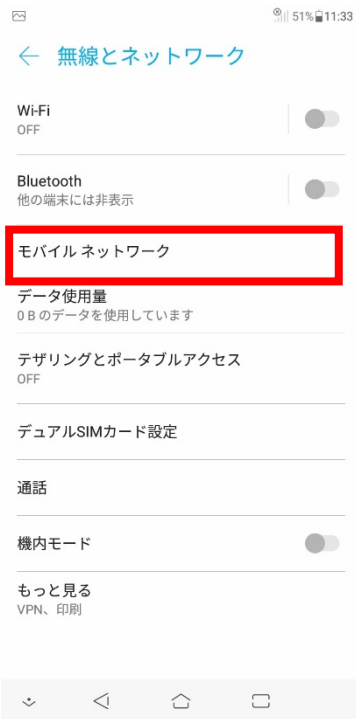 51% 11:33
無線とネットワーク
Wi-Fi
OFF
Bluetooth
他の端末には非表示
モバイル ネットワーク
データ使用量
0 B のデータを使用しています
テザリングとポータブルアクセス
OFF
デュアルSIMカード設定
通話
機内モード
もっと見る
VPN、印刷